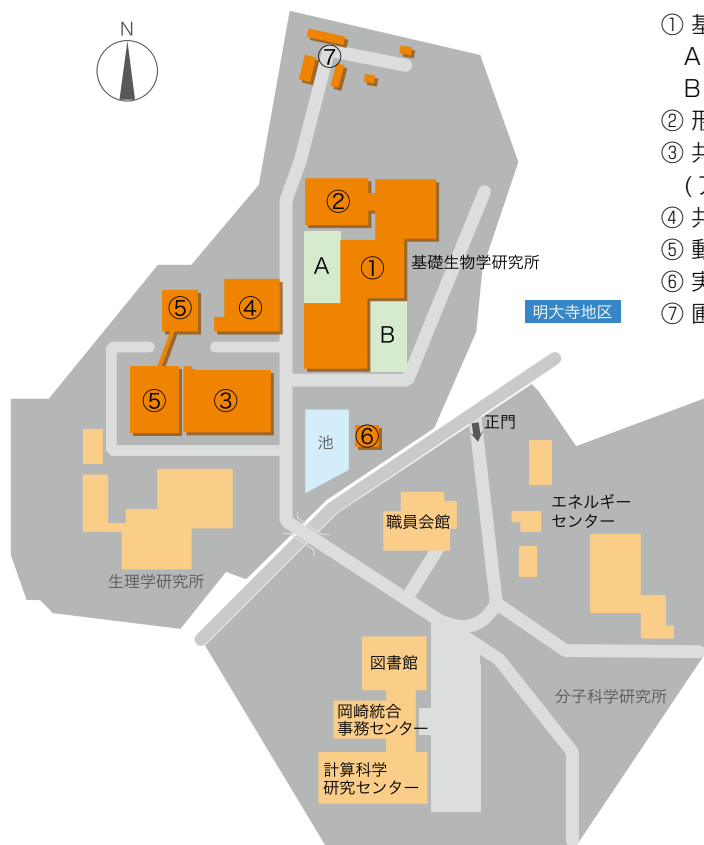 N
① 基
A
B
② 形
③ 共
④ 共
⑤ 動
⑥ 実
⑦
⑦
②
A
①
基礎生物学研究所
⑤
④
B
明大寺地区
⑤
③
池
⑥
正門
職員会館
エネルギー
センター
生理学研究所
図書館
分子科学研究所
岡崎統合
事務センター
計算科学
研究センター